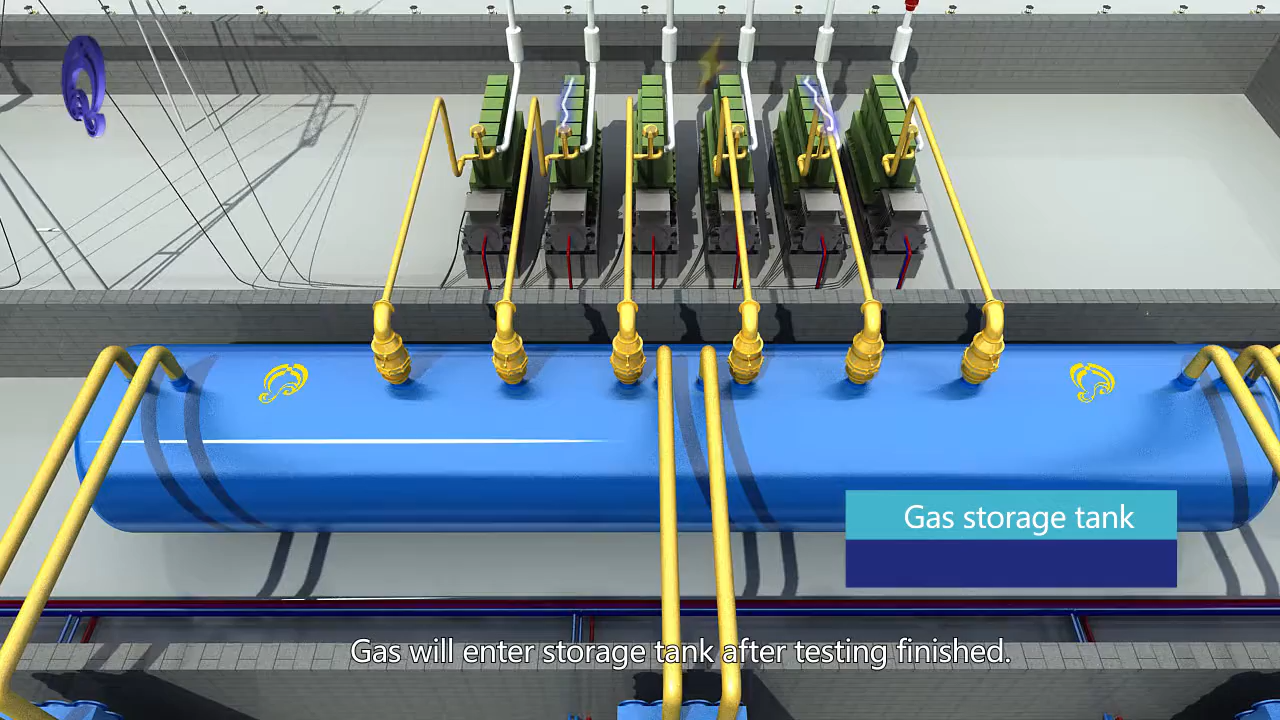 Gas storage tank
Gas will enter storage tank after testing finished.